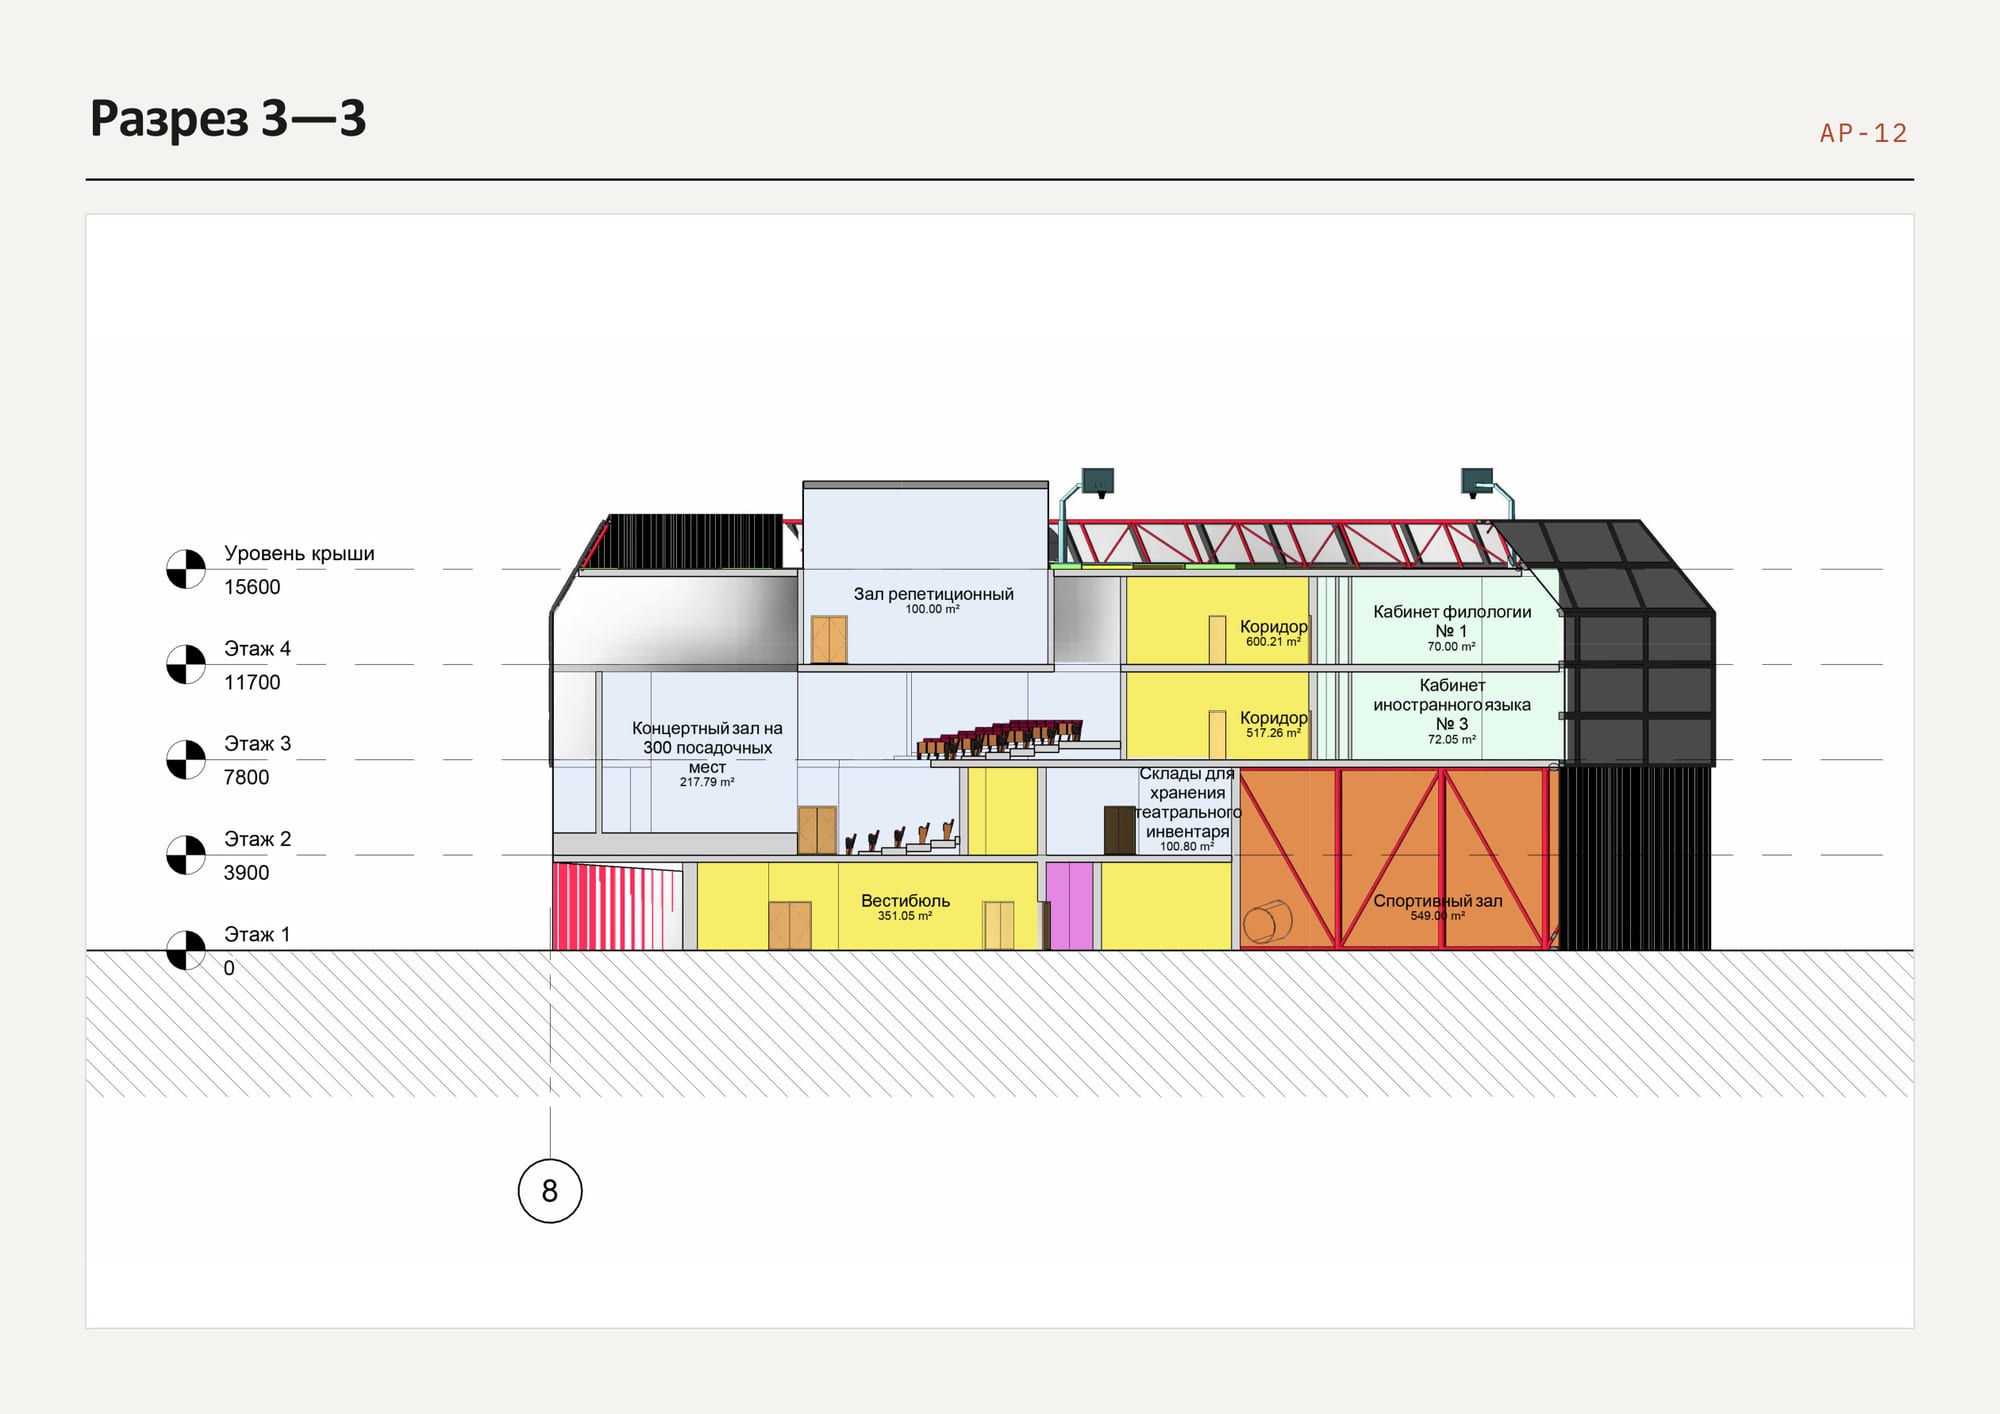 Разрез 3—3
АР-12
Уровень крыши
15600
Этаж 4
11700
Этаж 3
7800
Этаж 2
3900
Этаж 1
0
Зал репетиционный
100.00 m²
Коридор
600.21 m²
Кабинет филологии
№ 1
70.00 m²
Концертный зал на
300 посадочных
мест
217.79 m²
Коридор
517.26 m²
Кабинет
иностранного языка
№ 3
72.05 m²
Склады для
хранения
театрального
инвентаря
100.80 m²
Вестибюль
351.05 m²
Спортивный зал
549.00 m²
8